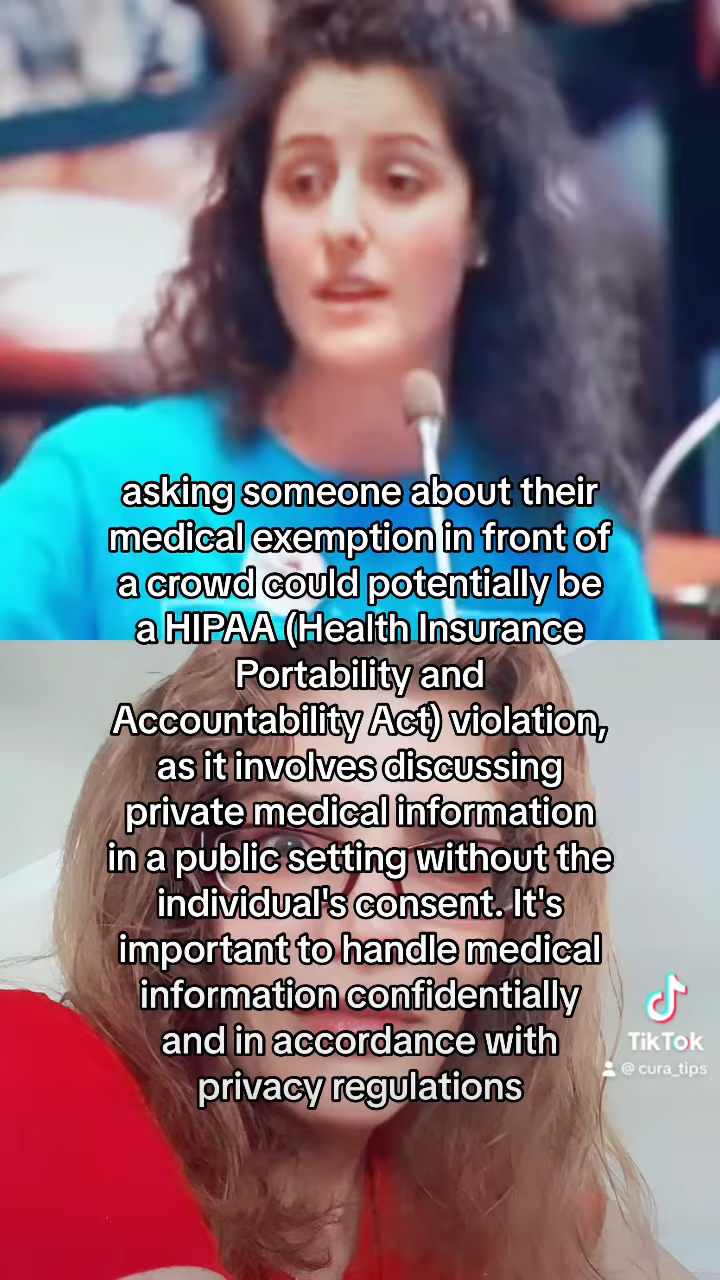 asking someone about their
medical exemption in front of
a crowd could potentially be
a HIPAA (Health Insurance
Portability and
Accountability Act) violation,
as it involves discussing
private medical information
in a public setting without the
individual's consent. It's
important to handle medical
information confidentially
and in accordance with
privacy regulations
TikTok
@cura_tips